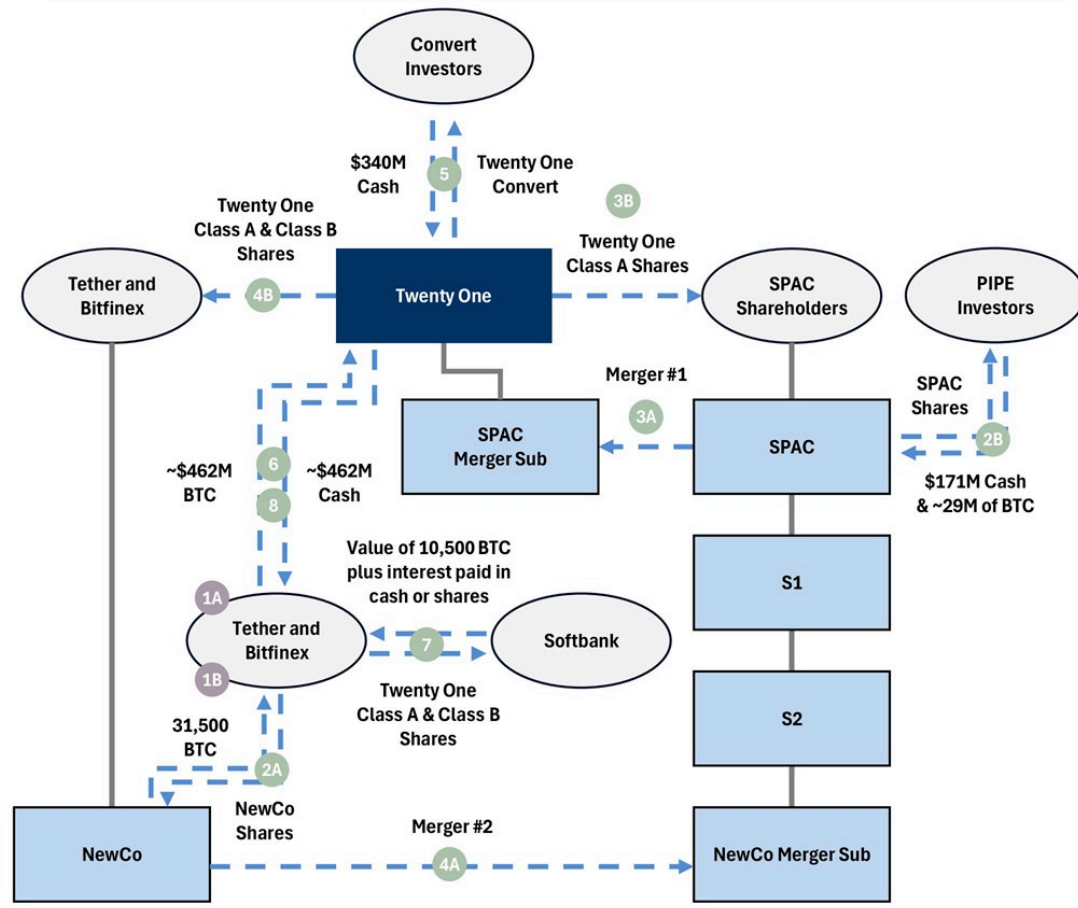 Convert
Investors
$340M
Cash
5
Twenty One
Convert
3B
Twenty One
Class A & Class B
Shares
Twenty One
Class A Shares
Tether and
Bitfinex
4B
Twenty One
SPAC
Shareholders
PIPE
Investors
Merger #1
3A
SPAC
Merger Sub
SPAC
SPAC
Shares
2B
$171M Cash
& ~29M of BTC
~$462M
BTC
6
8
~$462M
Cash
Value of 10,500 BTC
plus interest paid in
cash or shares
S1
1A
Tether and
Bitfinex
1B
7
Softbank
Twenty One
Class A & Class B
Shares
S2
31,500
BTC
2A
NewCo
Shares
NewCo
Merger #2
4A
NewCo Merger Sub